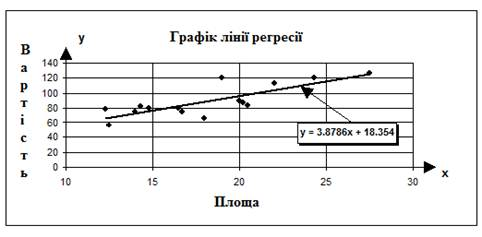 Графік лінії регресії
y
Вартість
140
120
100
80
60
40
20
0
y = 3.8786x + 18.354
10 15 20 25 30
x
Площа